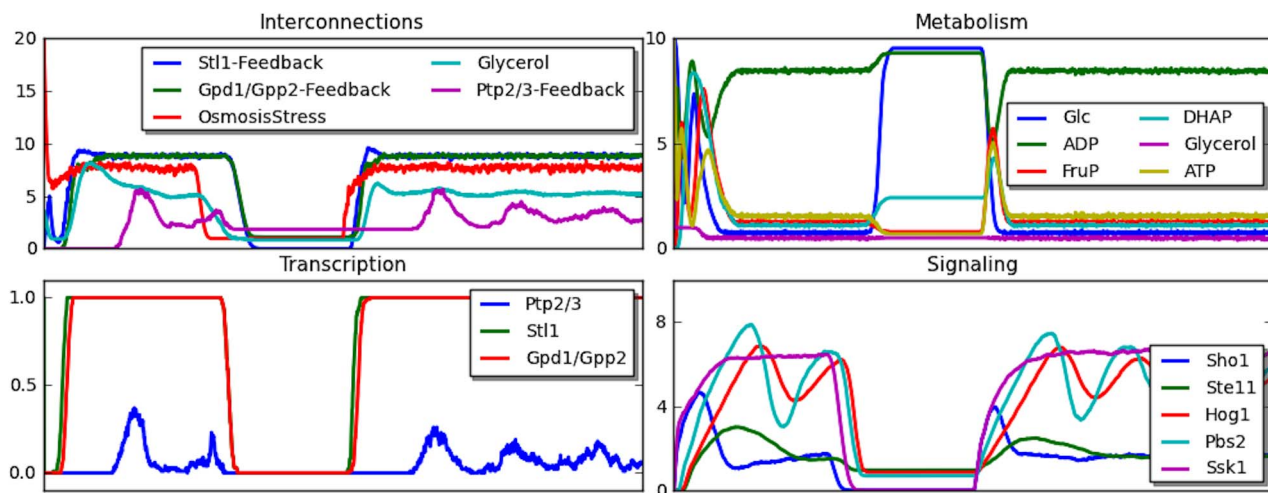 Interconnections
20
15
10
5
0
Stl1-Feedback
Gpd1/Gpp2-Feedback
OsmosisStress
Glycerol
Ptp2/3-Feedback
Metabolism
10
5
0
Glc
ADP
FruP
DHAP
Glycerol
ATP
Transcription
1.0
0.5
0.0
Ptp2/3
Stl1
Gpd1/Gpp2
Signaling
8
4
0
Sho1
Ste11
Hog1
Pbs2
Ssk1